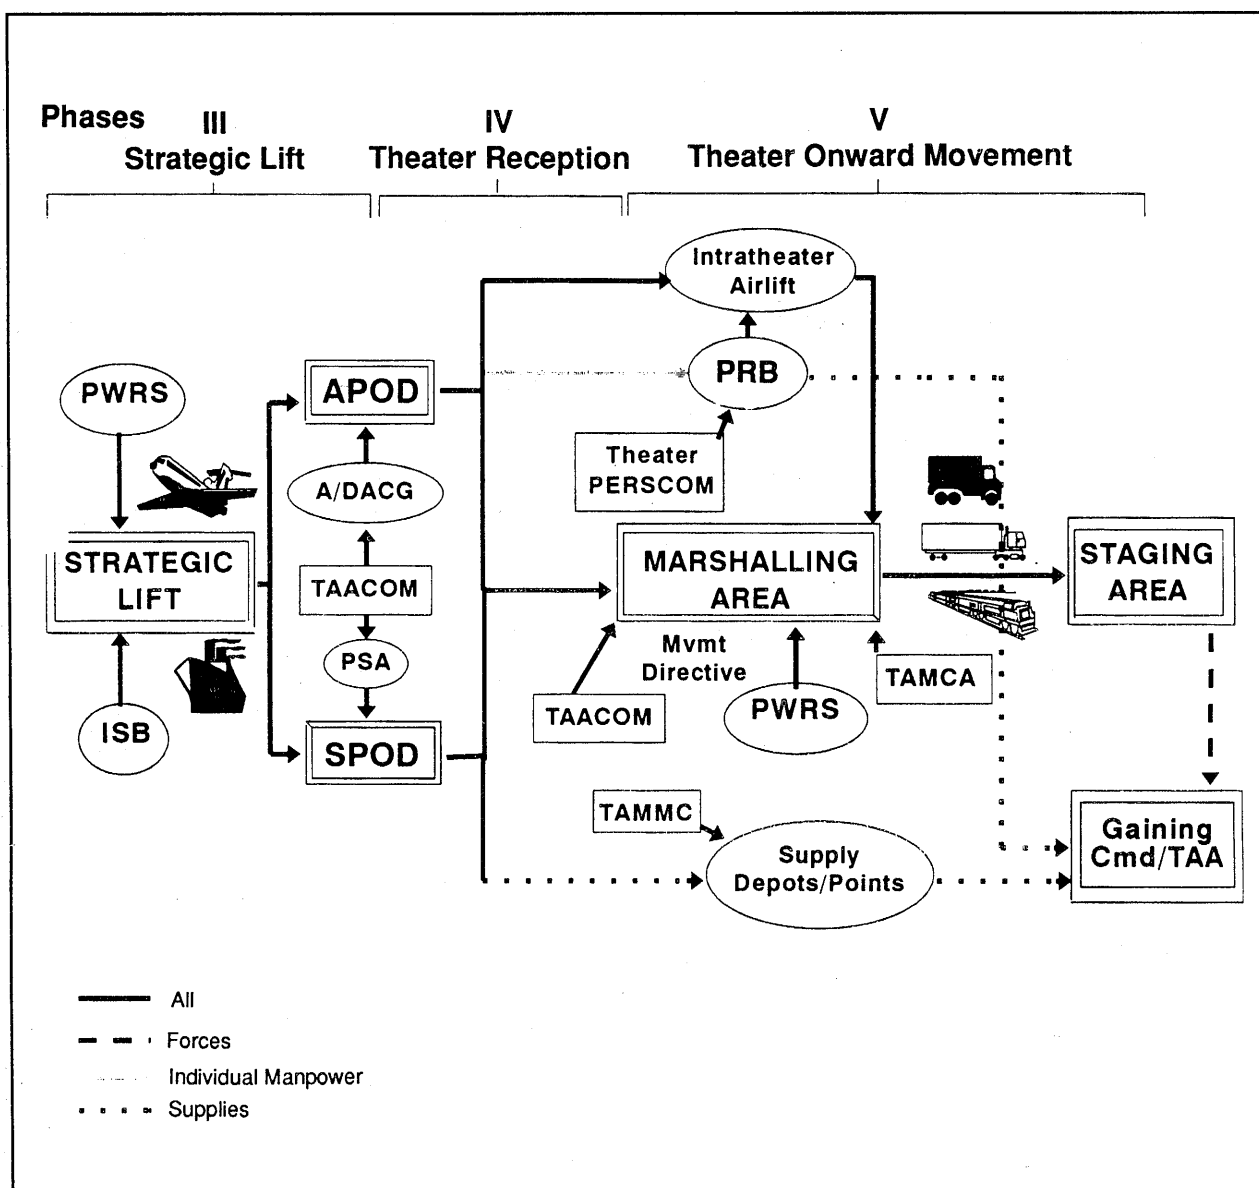 Phases
III
Strategic Lift
IV
Theater Reception
V
Theater Onward Movement
Intratheater
Airlift
PWRS
APOD
PRB
Theater
PERSCOM
A/DACG
STRATEGIC
LIFT
TAACOM
MARSHALLING
AREA
STAGING
AREA
PSA
Mvmt
Directive
TAMCA
ISB
SPOD
TAACOM
PWRS
TAMMC
Supply
Depots/Points
Gaining
Cmd/TAA
All
Forces
Individual Manpower
Supplies